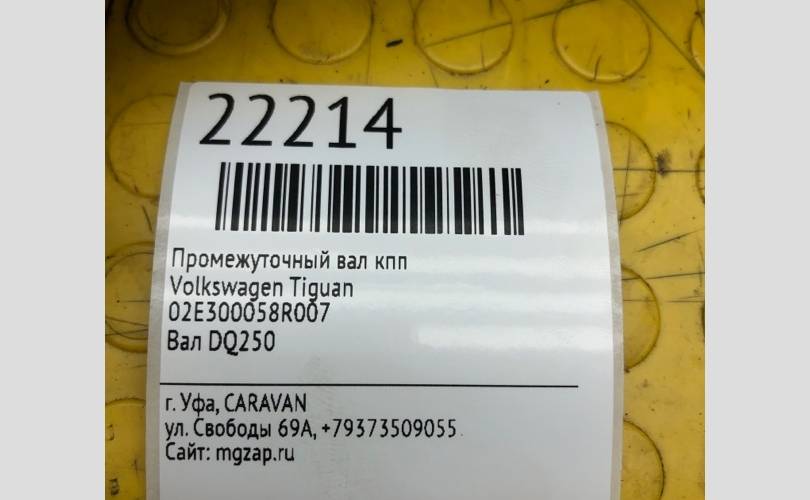 22214
Промежуточный вал кпп
Volkswagen Tiguan
02E300058R007
Вал DQ250
г. Уфа, CARAVAN
ул. Свободы 69А, +79373509055
Сайт: mgzap.ru